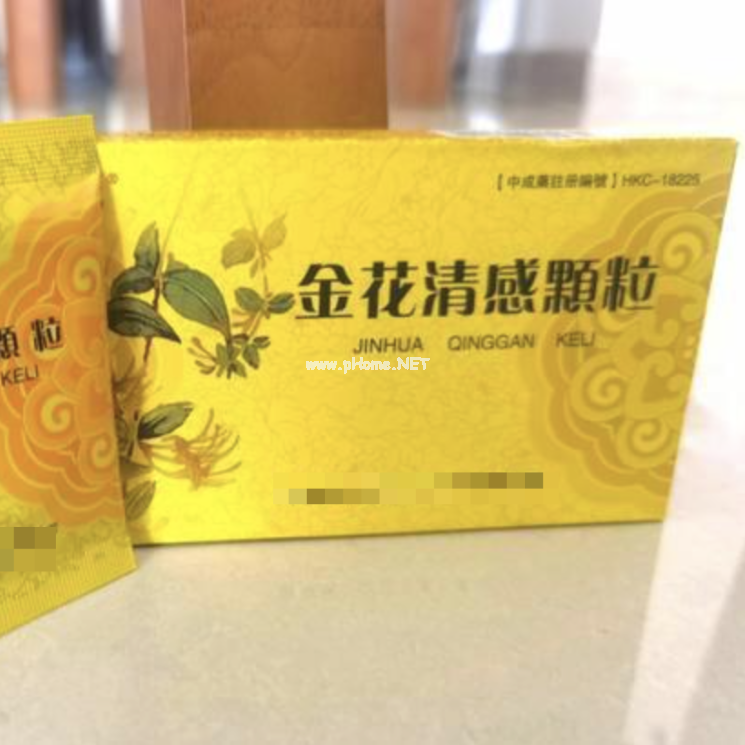 【中成藥註册編號】HKC-18225
金花清感顆粒
JINHUA QINGGAN KELI
www.pHome.NET
顆粒
KELI